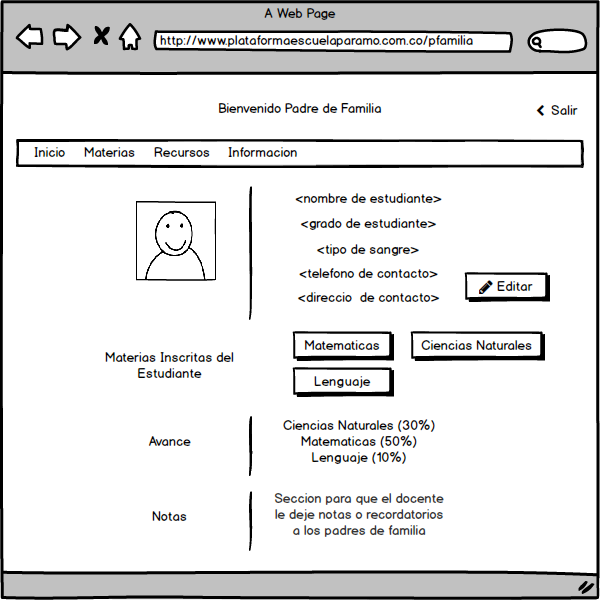 A Web Page
http://www.plataformaescuelaparamo.com.co/pfamilia
Bienvenido Padre de Familia
Salir
Inicio Materias Recursos Informacion
<nombre de estudiante>
<grado de estudiante>
<tipo de sangre>
<telefono de contacto>
<direccio de contacto>
Editar
Materias Inscritas del
Estudiante
Matematicas
Ciencias Naturales
Lenguaje
Avance
Ciencias Naturales (30%)
Matematicas (50%)
Lenguaje (10%)
Notas
Seccion para que el docente
le deje notas o recordatorios
a los padres de familia